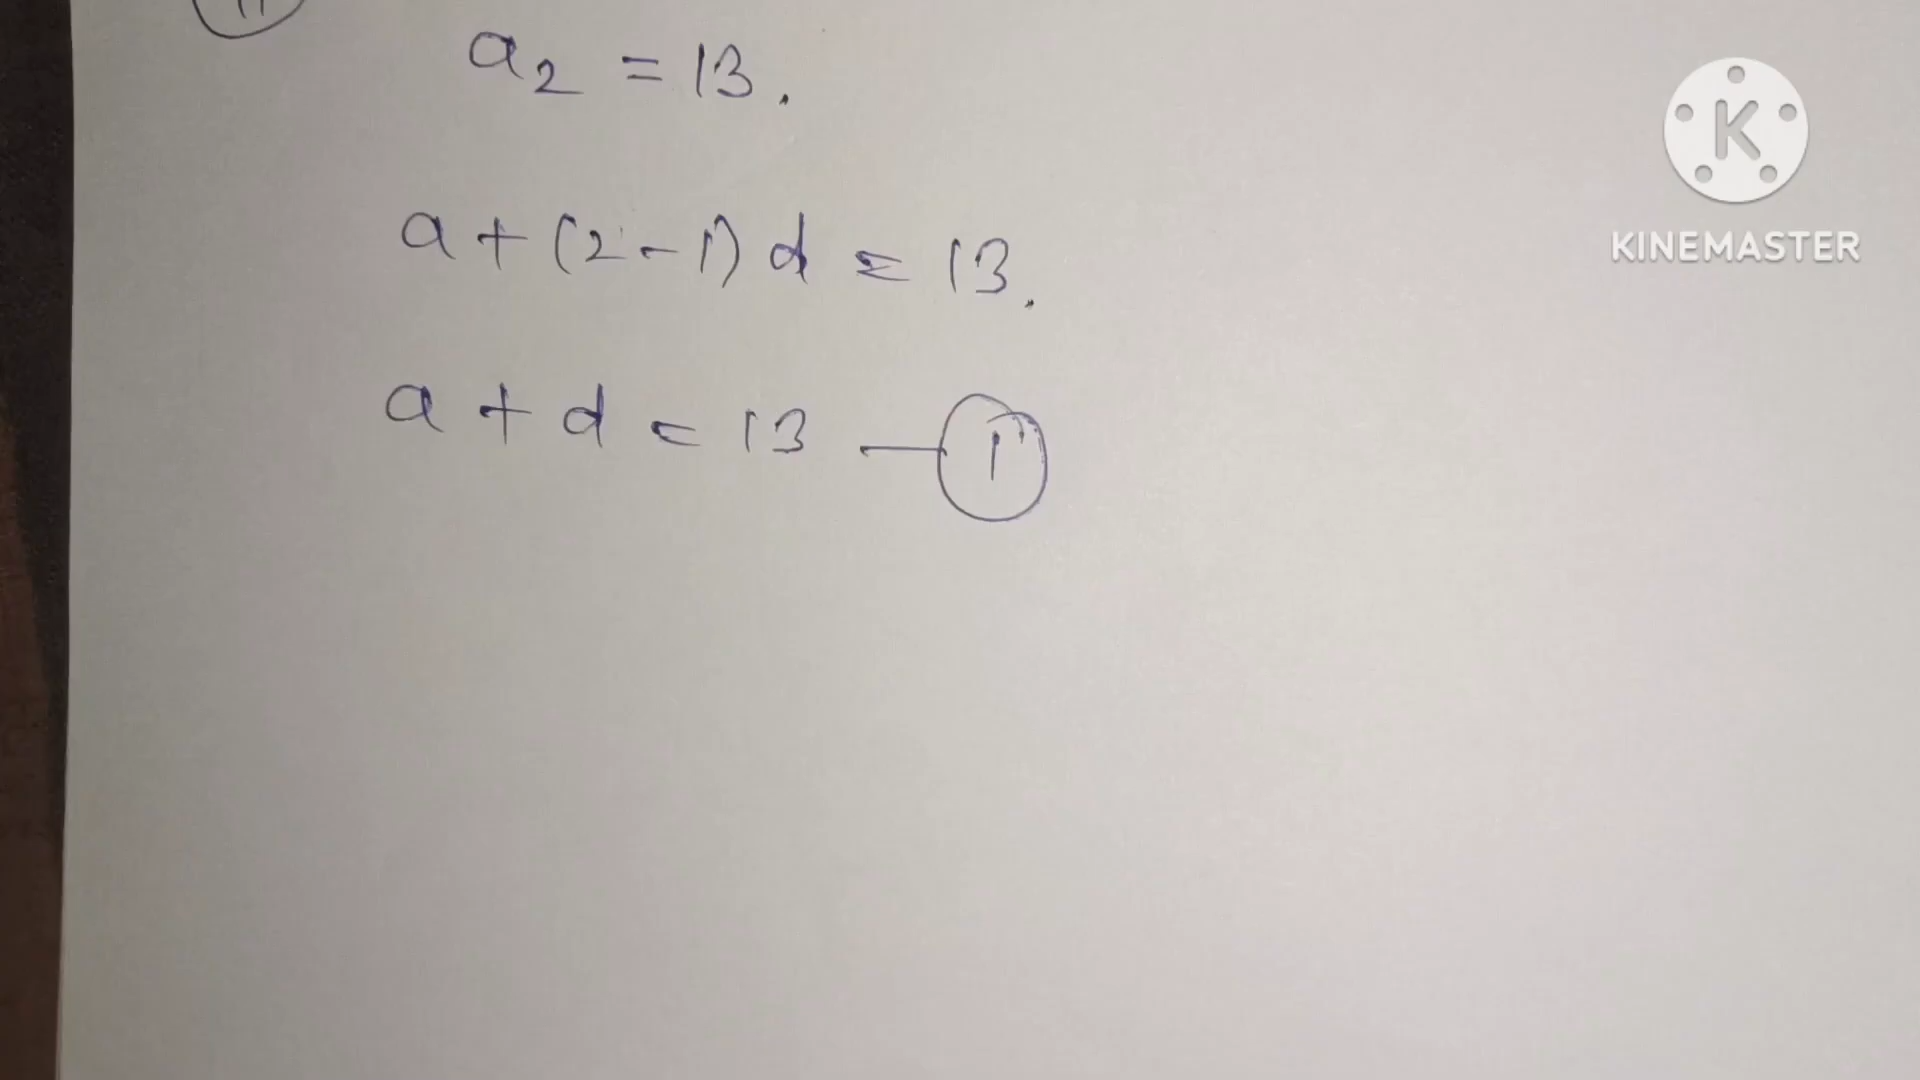 a₂ = 13.
a + (2-1) d = 13.
a + d = 13 — 1
K
KINEMASTER